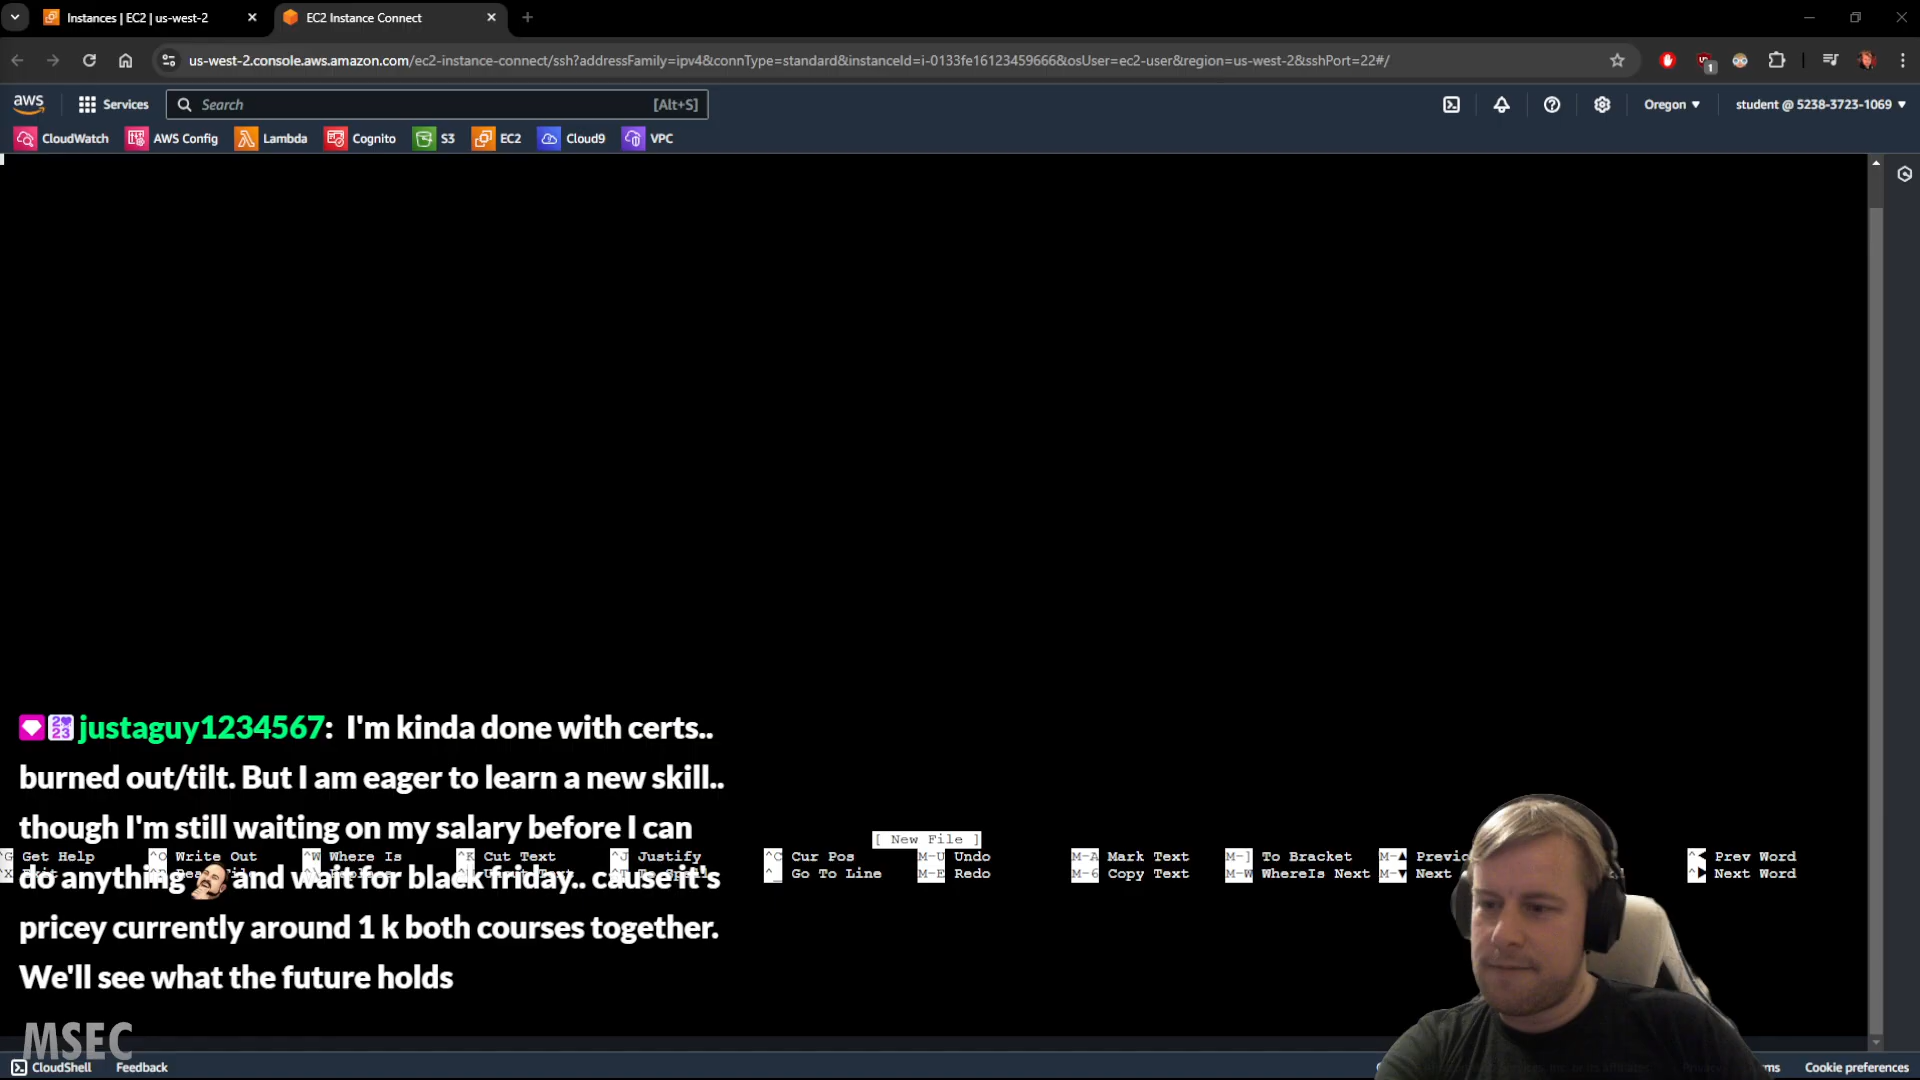 Instances | EC2 | us-west-2
EC2 Instance Connect
us-west-2.console.aws.amazon.com/ec2-instance-connect/ssh?addressFamily=ipv4&connType=standard&instanceId=i-0133fe16123459666&osUser=ec2-user&region=us-west-2&sshPort=22#/
1
aws
Services
Search
[Alt+S]
Oregon
student @ 5238-3723-1069
CloudWatch
AWS Config
Lambda
Cognito
S3
EC2
Cloud9
VPC
justaguy1234567: I'm kinda done with certs..
burned out/tilt. But I am eager to learn a new skill..
though I'm still waiting on my salary before I can
do anything and wait for black friday.. cause it's
pricey currently around 1 k both courses together.
We'll see what the future holds
[ New File ]
^G Get Help ^O Write Out ^W Where Is ^K Cut Text ^J Justify ^C Cur Pos M-U Undo M-A Mark Text M-] To Bracket M-▲ Previo ^◀ Prev Word
^X ^_ Go To Line M-E Redo M-6 Copy Text M-W WhereIs Next M-▼ Next ^▶ Next Word
MSEC
CloudShell
Feedback
Cookie preferences